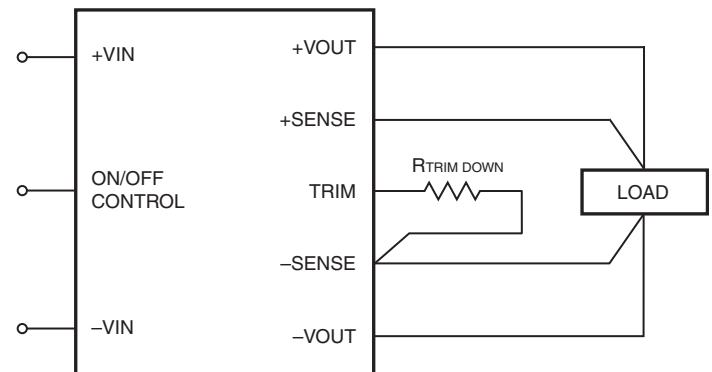 +VIN
+VOUT
+SENSE
RTRIM DOWN
ON/OFF
CONTROL
TRIM
LOAD
–SENSE
–VIN
–VOUT